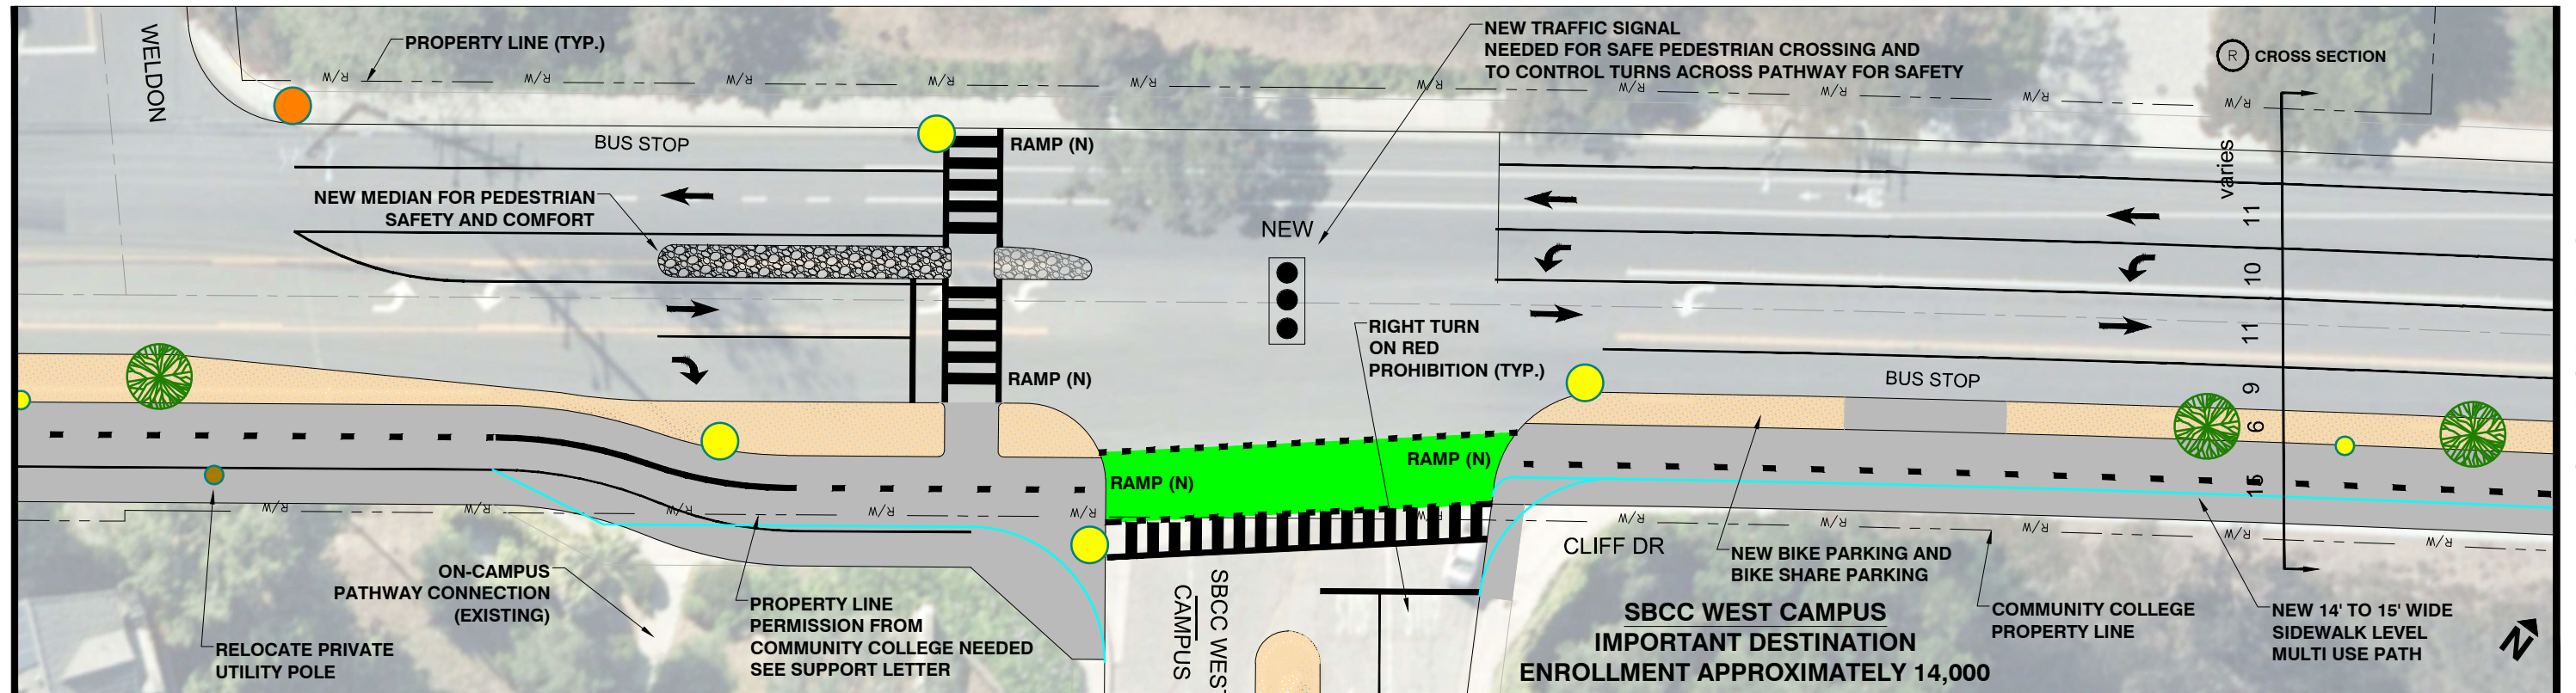 WELDON
PROPERTY LINE (TYP.)
R/W R/W R/W R/W R/W R/W R/W R/W R/W R/W
NEW TRAFFIC SIGNAL
NEEDED FOR SAFE PEDESTRIAN CROSSING AND
TO CONTROL TURNS ACROSS PATHWAY FOR SAFETY
R CROSS SECTION
BUS STOP
RAMP (N)
NEW MEDIAN FOR PEDESTRIAN
SAFETY AND COMFORT
NEW
varies
11
10
11
9
6
15
RAMP (N)
RIGHT TURN
ON RED
PROHIBITION (TYP.)
BUS STOP
RAMP (N)
RAMP (N)
R/W R/W R/W R/W R/W R/W R/W R/W R/W R/W R/W
ON-CAMPUS
PATHWAY CONNECTION
(EXISTING)
RELOCATE PRIVATE
UTILITY POLE
PROPERTY LINE
PERMISSION FROM
COMMUNITY COLLEGE NEEDED
SEE SUPPORT LETTER
SBCC WEST
CAMPUS
CLIFF DR
NEW BIKE PARKING AND
BIKE SHARE PARKING
SBCC WEST CAMPUS
IMPORTANT DESTINATION
ENROLLMENT APPROXIMATELY 14,000
COMMUNITY COLLEGE
PROPERTY LINE
NEW 14' TO 15' WIDE
SIDEWALK LEVEL
MULTI USE PATH
N